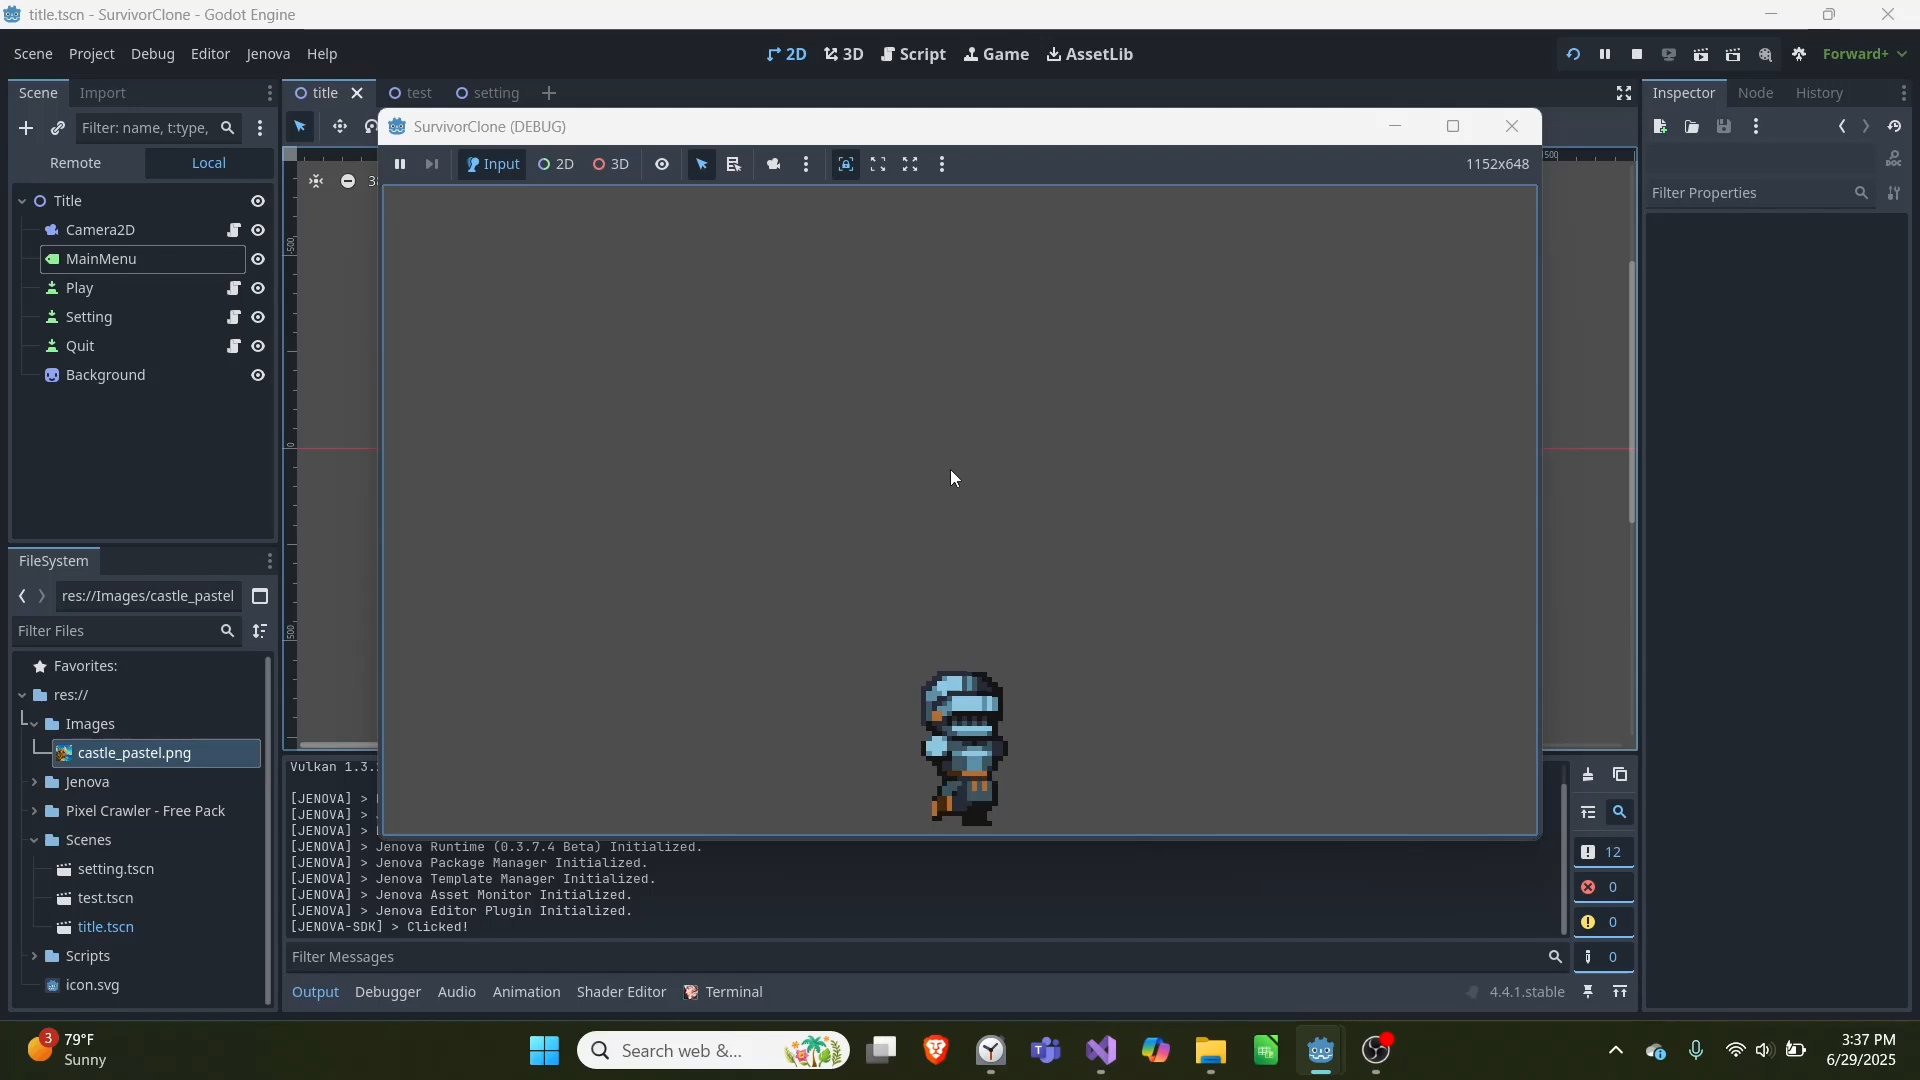 title.tscn - SurvivorClone - Godot Engine
Scene Project Debug Editor Jenova Help
2D 3D Script Game AssetLib
Forward+
Scene Import
title test setting
Inspector Node History
Filter: name, t:type,
SurvivorClone (DEBUG)
Remote Local
Input 2D 3D
1152x648
500
Filter Properties
Title
Camera2D
MainMenu
Play
Setting
Quit
Background
-500
0
500
FileSystem
res://Images/castle_pastel
Filter Files
Favorites:
res://
Images
castle_pastel.png
Jenova
Pixel Crawler - Free Pack
Scenes
setting.tscn
test.tscn
title.tscn
Scripts
icon.svg
Vulkan 1.3.
[JENOVA] >
[JENOVA] >
[JENOVA] >
[JENOVA] > Jenova Runtime (0.3.7.4 Beta) Initialized.
[JENOVA] > Jenova Package Manager Initialized.
[JENOVA] > Jenova Template Manager Initialized.
[JENOVA] > Jenova Asset Monitor Initialized.
[JENOVA] > Jenova Editor Plugin Initialized.
[JENOVA-SDK] > Clicked!
12
0
0
0
Filter Messages
Output Debugger Audio Animation Shader Editor Terminal
4.4.1.stable
3
79°F
Sunny
Search web &...
3:37 PM
6/29/2025